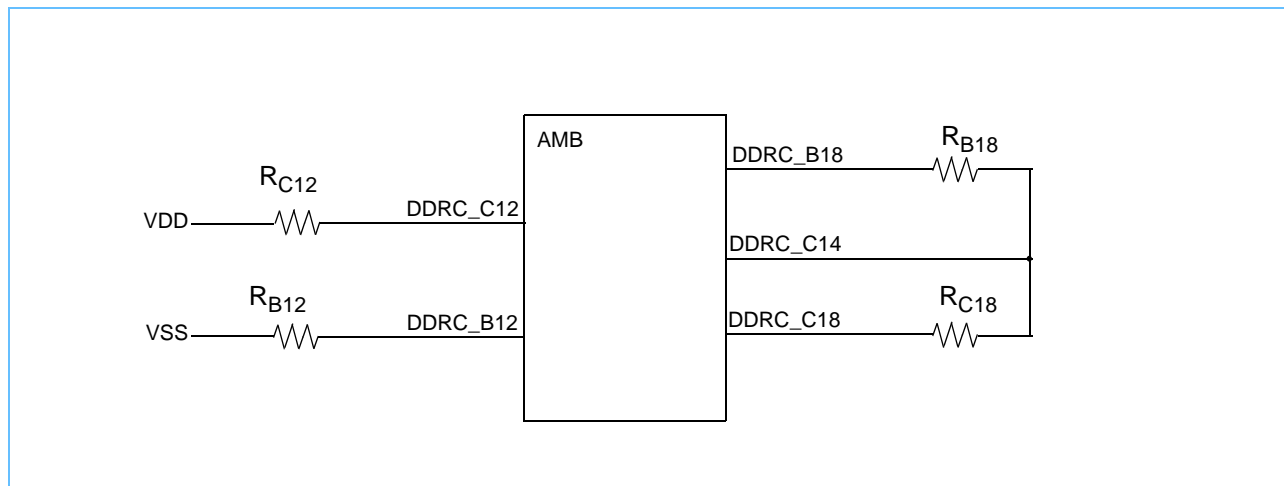 AMB
DDRC_B18
R_B18
R_C12
DDRC_C12
VDD
DDRC_C14
R_B12
DDRC_B12
VSS
DDRC_C18
R_C18